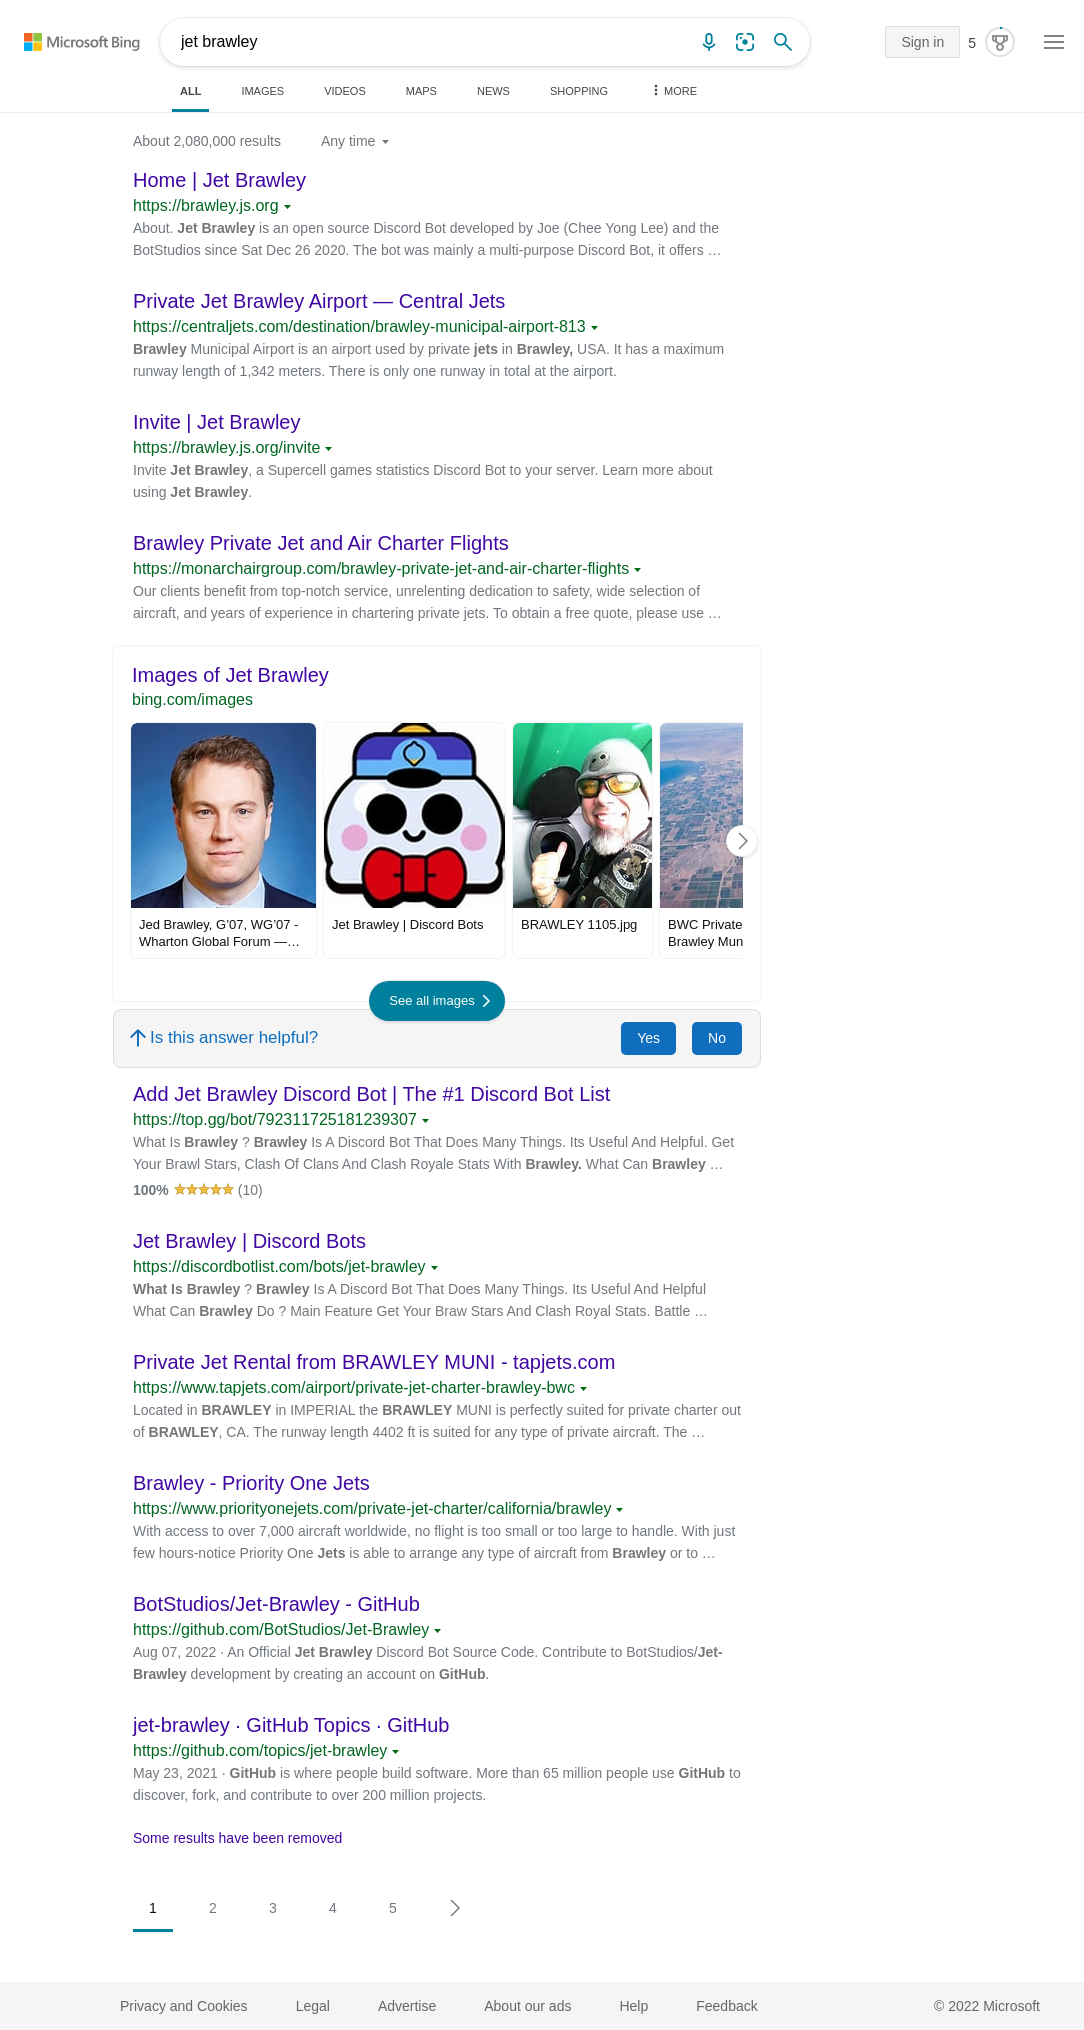 Microsoft Bing
jet brawley
Sign in
5
ALL
IMAGES
VIDEOS
MAPS
NEWS
SHOPPING
MORE
About 2,080,000 results
Any time
Home | Jet Brawley
https://brawley.js.org
About. Jet Brawley is an open source Discord Bot developed by Joe (Chee Yong Lee) and the
BotStudios since Sat Dec 26 2020. The bot was mainly a multi-purpose Discord Bot, it offers …
Private Jet Brawley Airport — Central Jets
https://centraljets.com/destination/brawley-municipal-airport-813
Brawley Municipal Airport is an airport used by private jets in Brawley, USA. It has a maximum
runway length of 1,342 meters. There is only one runway in total at the airport.
Invite | Jet Brawley
https://brawley.js.org/invite
Invite Jet Brawley, a Supercell games statistics Discord Bot to your server. Learn more about
using Jet Brawley.
Brawley Private Jet and Air Charter Flights
https://monarchairgroup.com/brawley-private-jet-and-air-charter-flights
Our clients benefit from top-notch service, unrelenting dedication to safety, wide selection of
aircraft, and years of experience in chartering private jets. To obtain a free quote, please use …
Images of Jet Brawley
bing.com/images
Jed Brawley, G’07, WG’07 -
Wharton Global Forum —…
Jet Brawley | Discord Bots
BRAWLEY 1105.jpg
BWC Private
Brawley Mun
See all images
Is this answer helpful?
Yes
No
Add Jet Brawley Discord Bot | The #1 Discord Bot List
https://top.gg/bot/792311725181239307
What Is Brawley ? Brawley Is A Discord Bot That Does Many Things. Its Useful And Helpful. Get
Your Brawl Stars, Clash Of Clans And Clash Royale Stats With Brawley. What Can Brawley …
100% (10)
Jet Brawley | Discord Bots
https://discordbotlist.com/bots/jet-brawley
What Is Brawley ? Brawley Is A Discord Bot That Does Many Things. Its Useful And Helpful
What Can Brawley Do ? Main Feature Get Your Braw Stars And Clash Royal Stats. Battle …
Private Jet Rental from BRAWLEY MUNI - tapjets.com
https://www.tapjets.com/airport/private-jet-charter-brawley-bwc
Located in BRAWLEY in IMPERIAL the BRAWLEY MUNI is perfectly suited for private charter out
of BRAWLEY, CA. The runway length 4402 ft is suited for any type of private aircraft. The …
Brawley - Priority One Jets
https://www.priorityonejets.com/private-jet-charter/california/brawley
With access to over 7,000 aircraft worldwide, no flight is too small or too large to handle. With just
few hours-notice Priority One Jets is able to arrange any type of aircraft from Brawley or to …
BotStudios/Jet-Brawley - GitHub
https://github.com/BotStudios/Jet-Brawley
Aug 07, 2022 · An Official Jet Brawley Discord Bot Source Code. Contribute to BotStudios/Jet-
Brawley development by creating an account on GitHub.
jet-brawley · GitHub Topics · GitHub
https://github.com/topics/jet-brawley
May 23, 2021 · GitHub is where people build software. More than 65 million people use GitHub to
discover, fork, and contribute to over 200 million projects.
Some results have been removed
1
2
3
4
5
Privacy and Cookies
Legal
Advertise
About our ads
Help
Feedback
© 2022 Microsoft